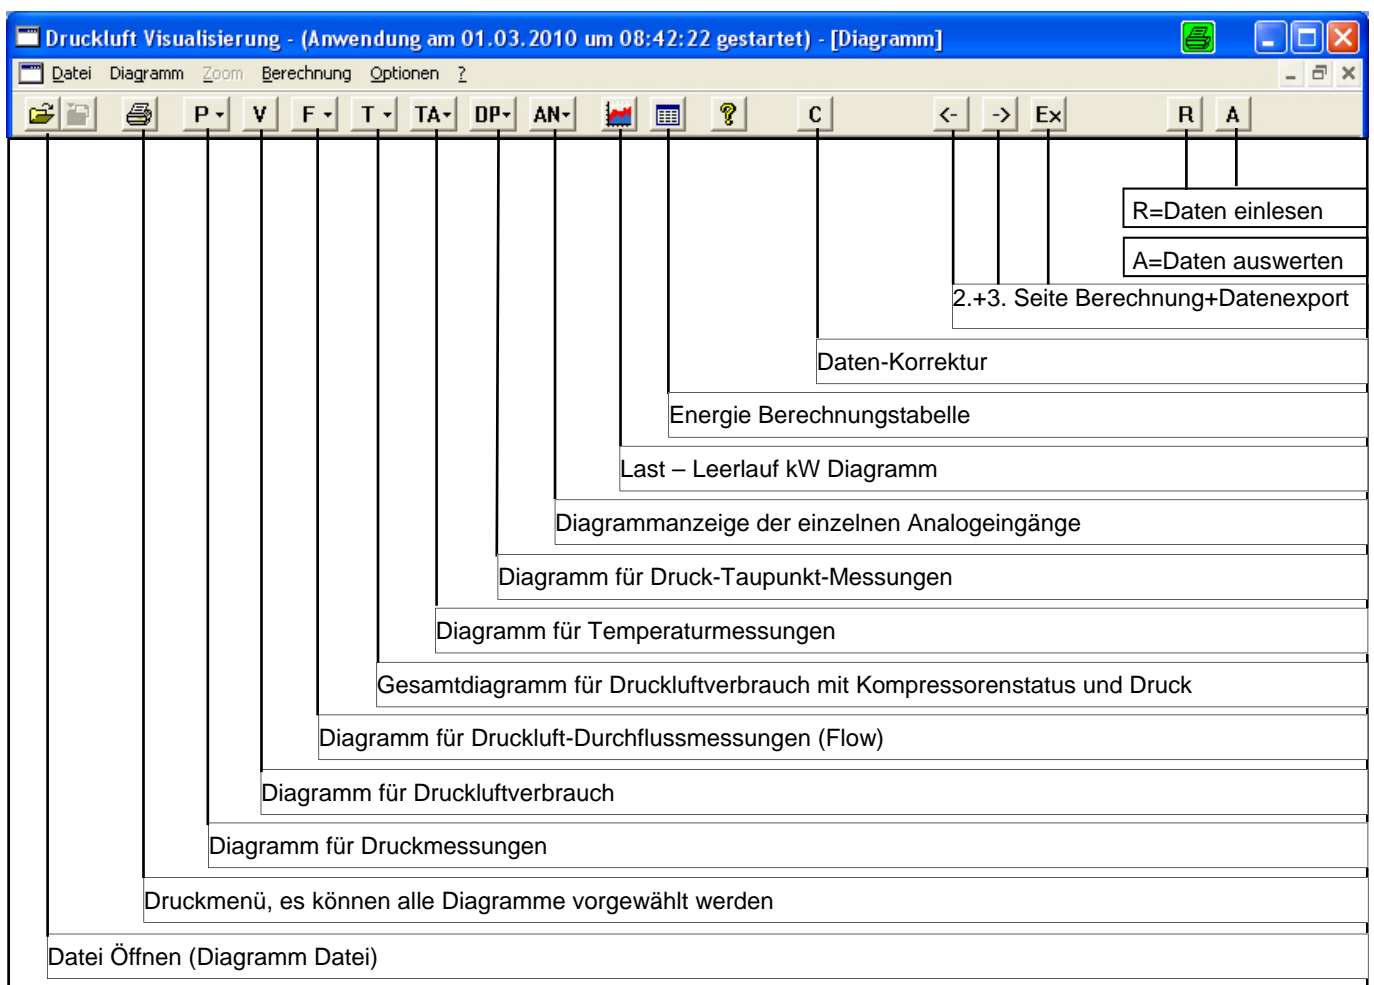 Druckluft Visualisierung - (Anwendung am 01.03.2010 um 08:42:22 gestartet) - [Diagramm]
Datei Diagramm Zoom Berechnung Optionen ?
P V F T TA DP AN ? C <- -> Ex R A
R=Daten einlesen
A=Daten auswerten
2.+3. Seite Berechnung+Datenexport
Daten-Korrektur
Energie Berechnungstabelle
Last – Leerlauf kW Diagramm
Diagrammanzeige der einzelnen Analogeingänge
Diagramm für Druck-Taupunkt-Messungen
Diagramm für Temperaturmessungen
Gesamtdiagramm für Druckluftverbrauch mit Kompressorenstatus und Druck
Diagramm für Druckluft-Durchflussmessungen (Flow)
Diagramm für Druckluftverbrauch
Diagramm für Druckmessungen
Druckmenü, es können alle Diagramme vorgewählt werden
Datei Öffnen (Diagramm Datei)